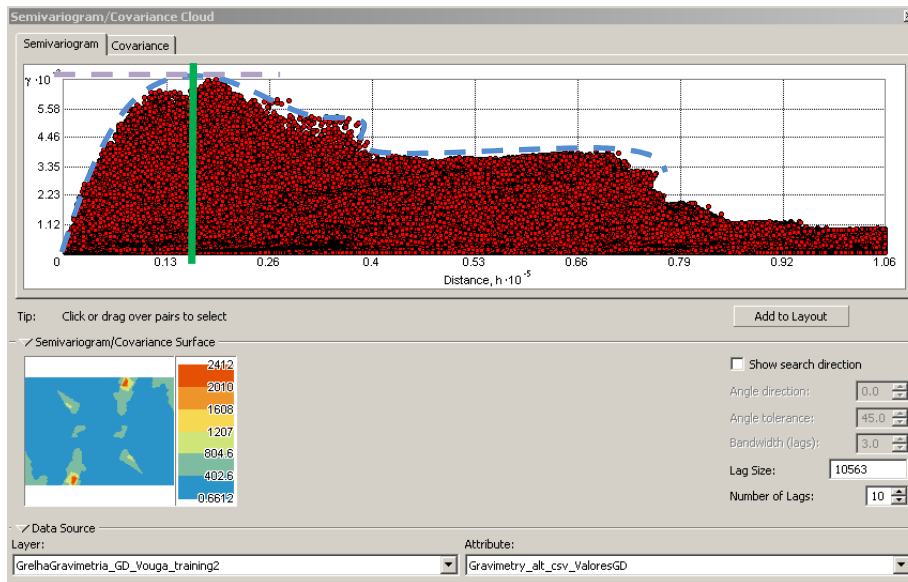 Semivariogram/Covariance Cloud
Semivariogram Covariance
γ ·10
5.58
4.46
3.35
2.23
1.12
0 0.13 0.26 0.4 0.53 0.66 0.79 0.92 1.06
Distance, h ·10 -5
Tip: Click or drag over pairs to select
Add to Layout
Semivariogram/Covariance Surface
2412
2010
1608
1207
804.6
402.6
0.6612
Show search direction
Angle direction: 0.0
Angle tolerance: 45.0
Bandwidth (lags): 3.0
Lag Size: 10563
Number of Lags: 10
Data Source
Layer: Attribute:
GrelhaGravimetria_GD_Vouga_training2 Gravimetry_alt_csv_ValoresGD